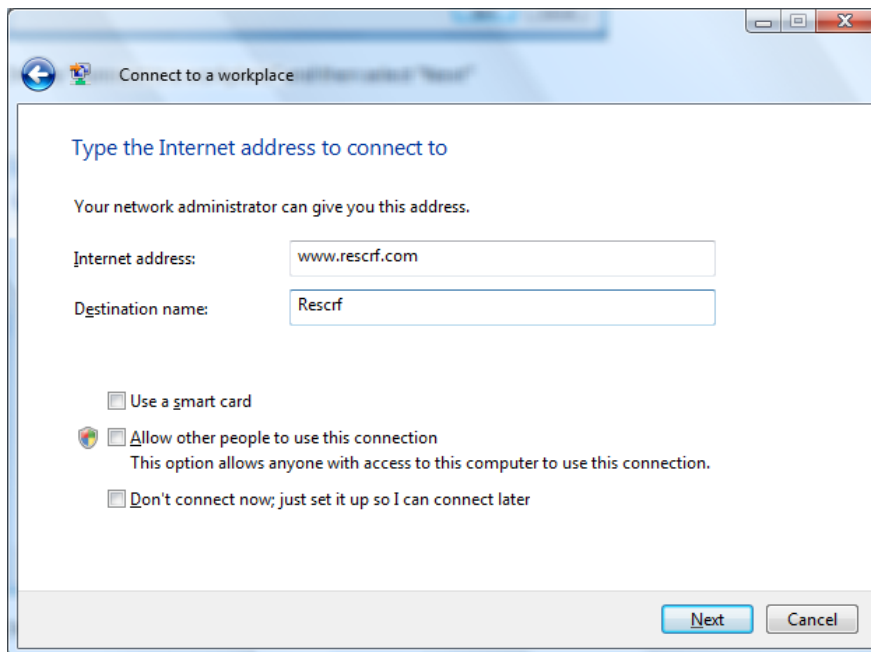 Connect to a workplace
Type the Internet address to connect to
Your network administrator can give you this address.
Internet address: www.rescrf.com
Destination name: Rescrf
Use a smart card
Allow other people to use this connection
This option allows anyone with access to this computer to use this connection.
Don't connect now; just set it up so I can connect later
Next Cancel